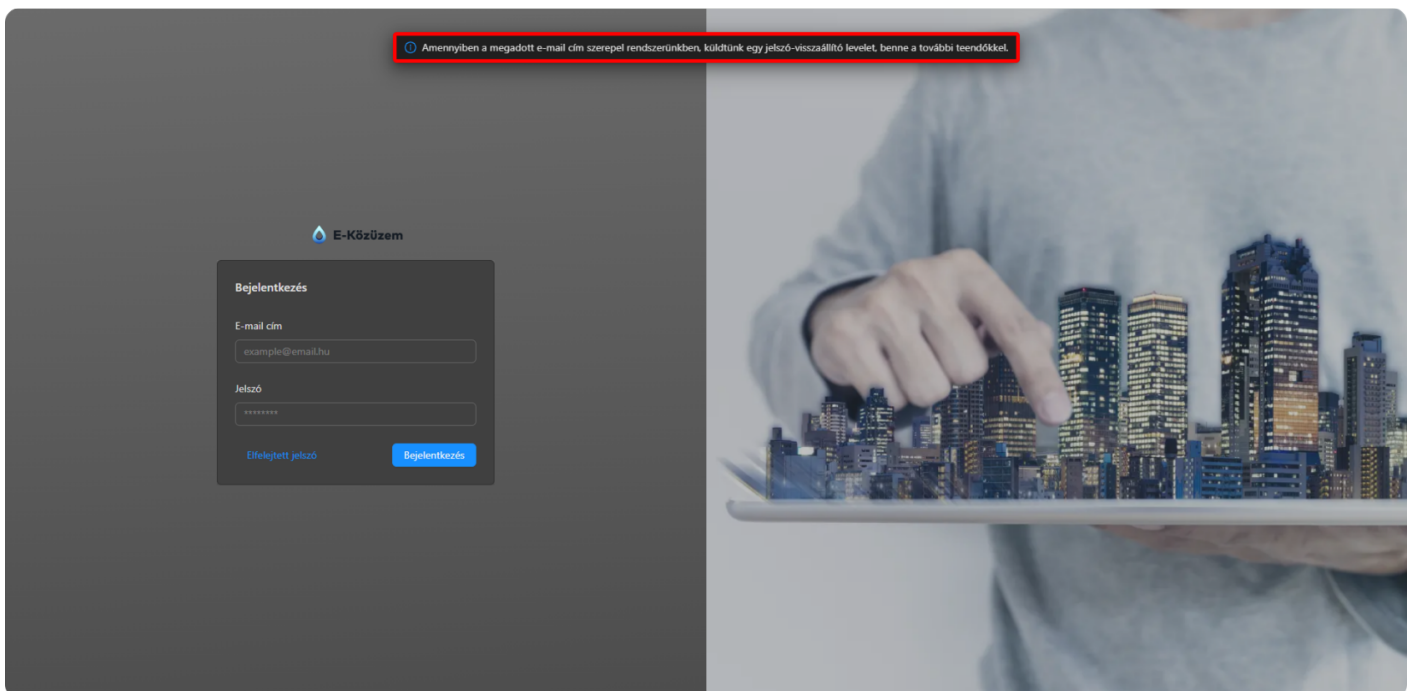 Amennyiben a megadott e-mail cím szerepel rendszerünkben, küldtünk egy jelszó-visszaállító levelet, benne a további teendőkkel.
E-Közüzem
Bejelentkezés
E-mail cím
example@email.hu
Jelszó
********
Elfelejtett jelszó
Bejelentkezés